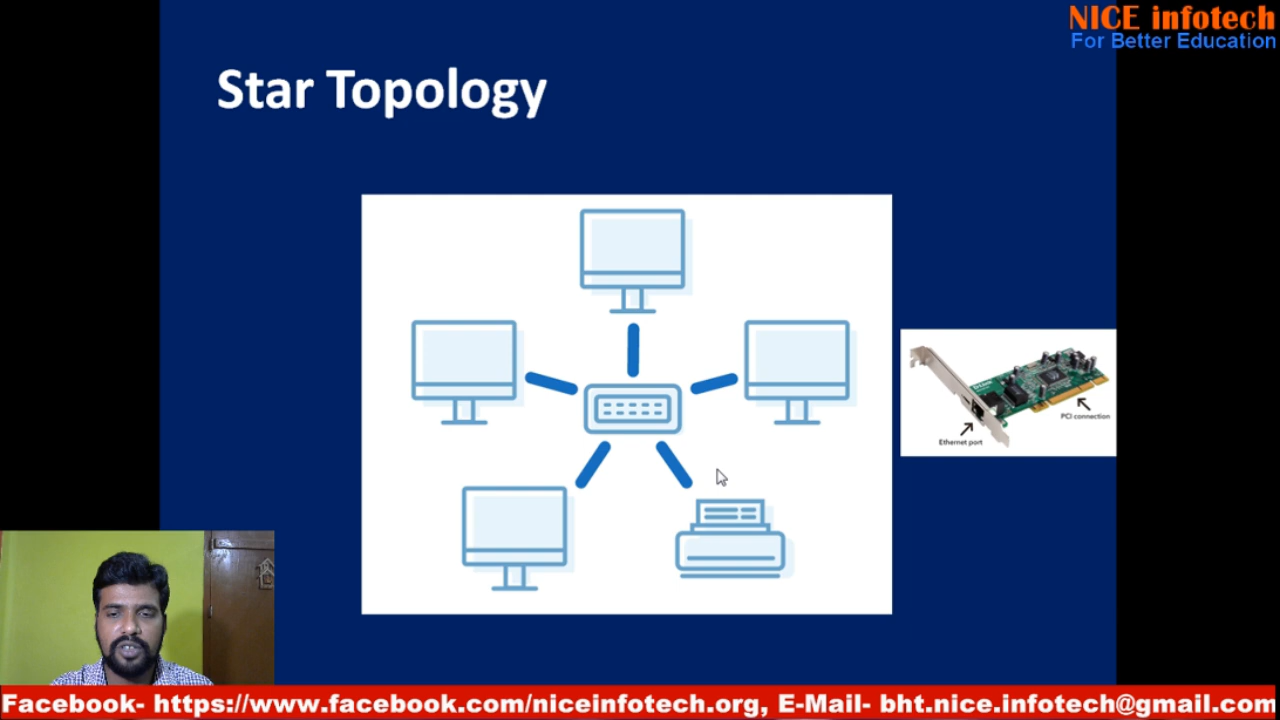 NICE infotech
For Better Education
Star Topology
PCI connection
Ethernet port
Facebook- https://www.facebook.com/niceinfotech.org, E-Mail- bht.nice.infotech@gmail.com